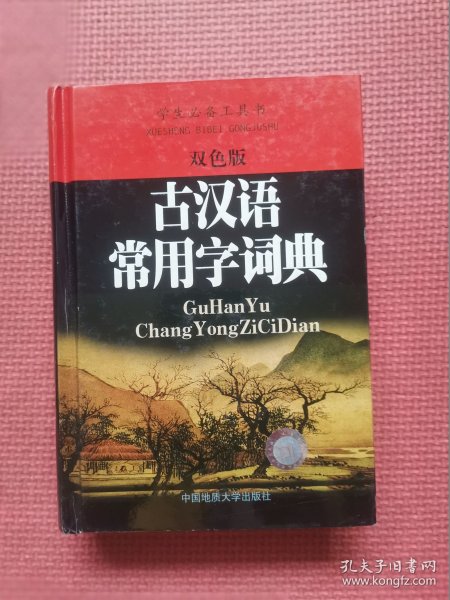 学生必备工具书
XUESHENG BIBEI GONGJUSHU
双色版
古汉语
常用字词典
GuHanYu
ChangYongZiCiDian
中国地质大学出版社
孔夫子旧书网
www.kongfz.com